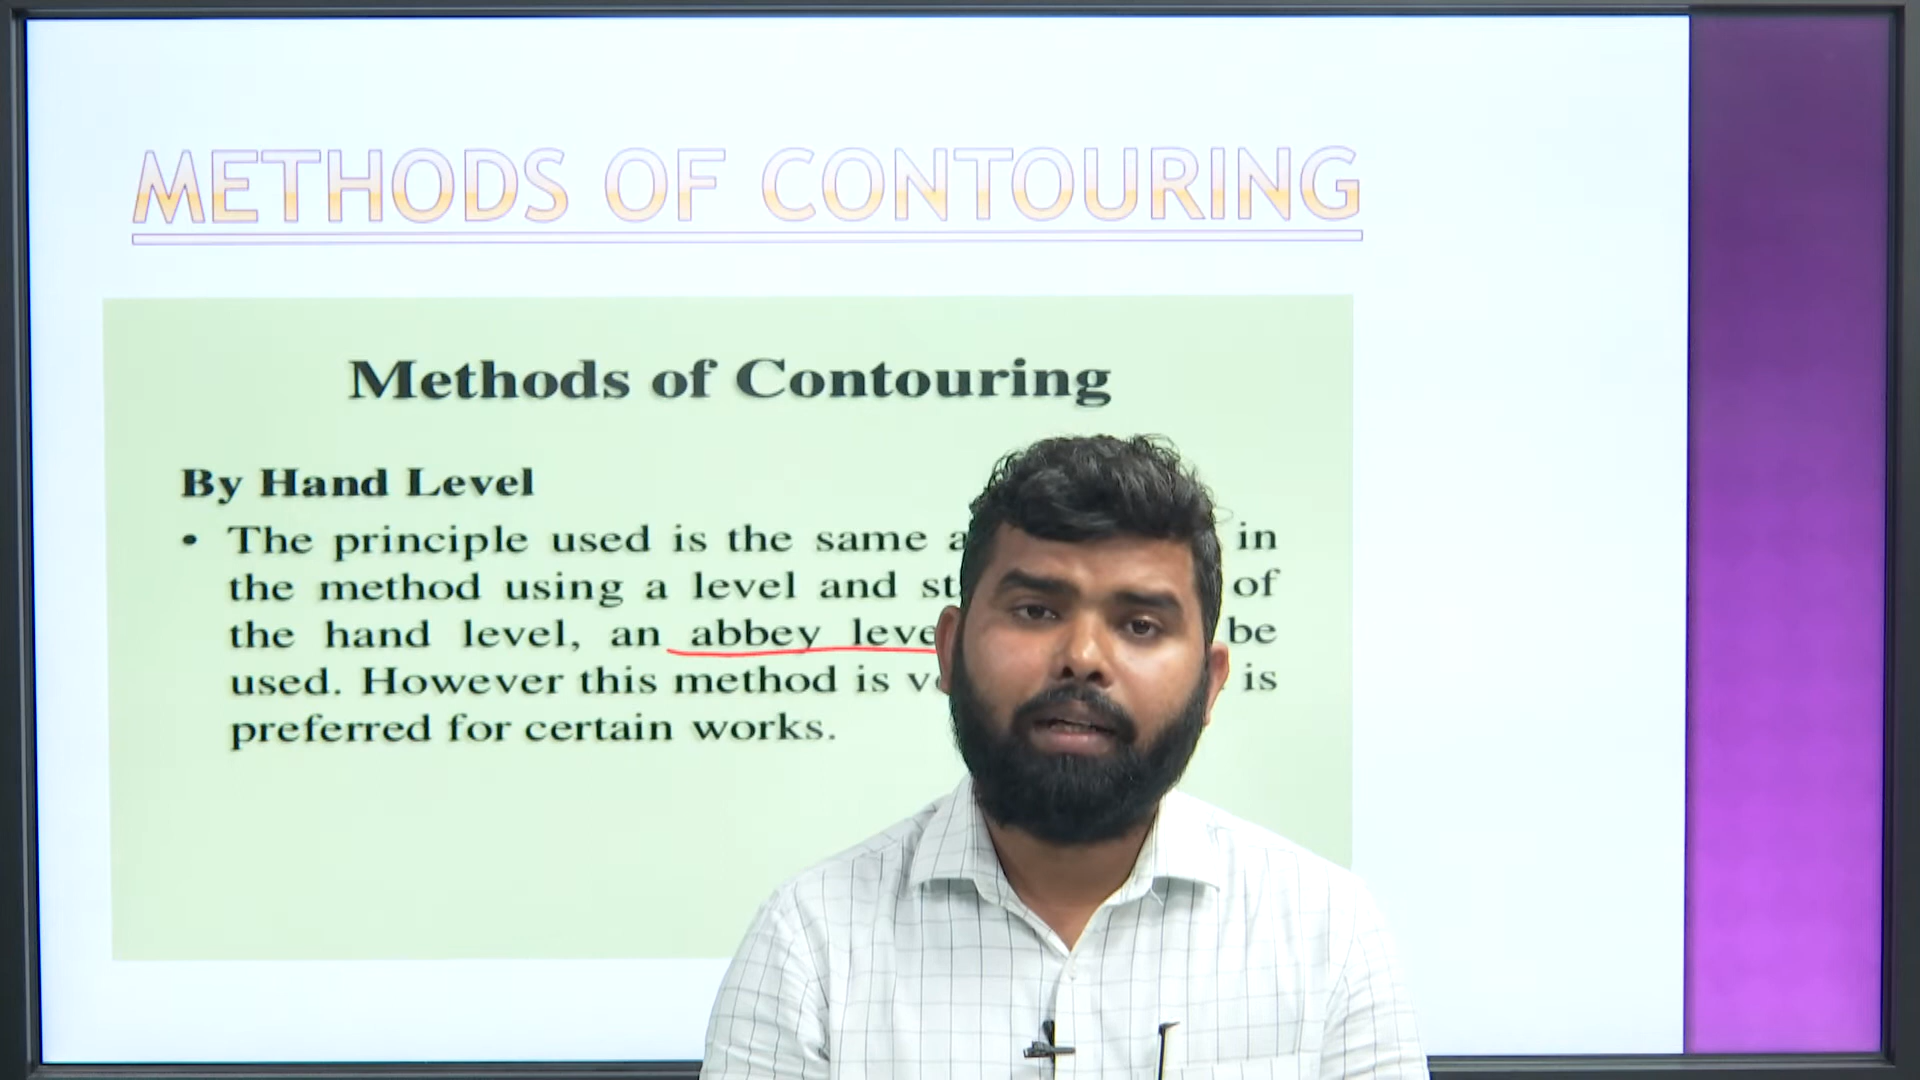 METHODS OF CONTOURING
Methods of Contouring
By Hand Level
• The principle used is the same in
the method using a level and of
the hand level, an abbey be
used. However this method is is
preferred for certain works.